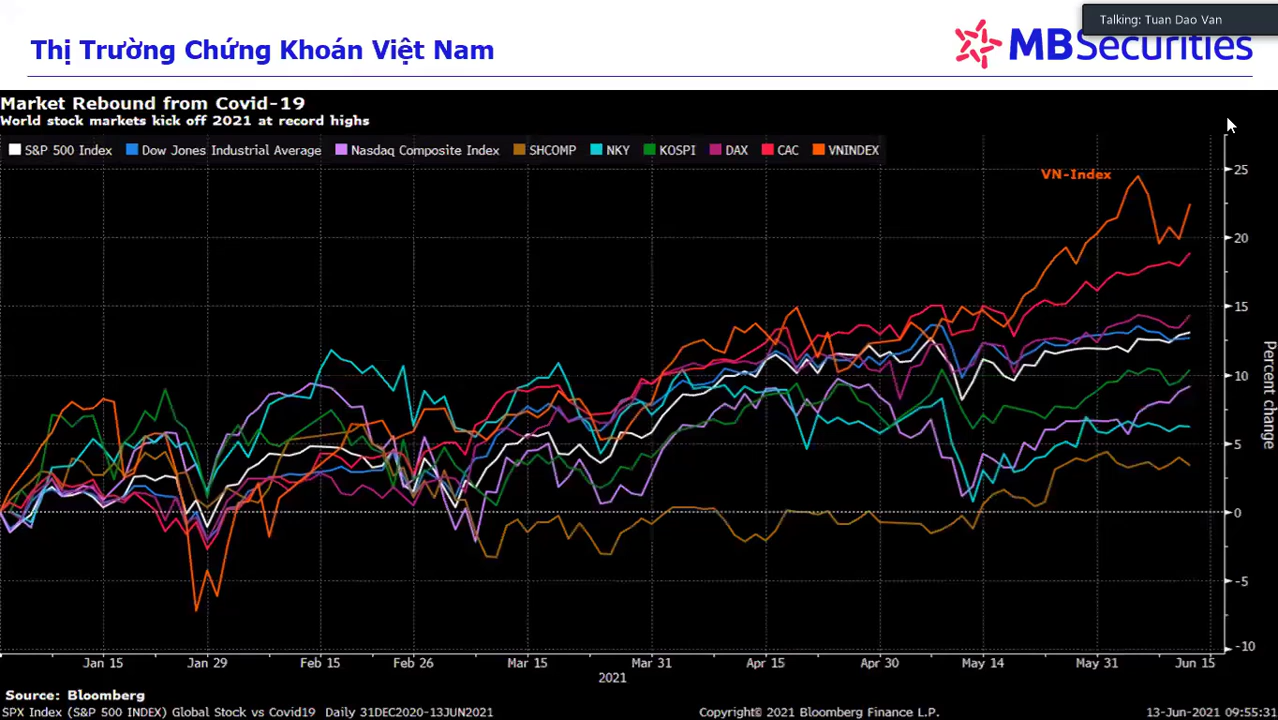 Talking: Tuan Dao Van
Thị Trường Chứng Khoán Việt Nam
MBSecurities
Market Rebound from Covid-19
World stock markets kick off 2021 at record highs
S&P 500 Index Dow Jones Industrial Average Nasdaq Composite Index SHCOMP NKY KOSPI DAX CAC VNINDEX
VN-Index
25
20
15
10
5
0
-5
-10
Percent change
Jan 15 Jan 29 Feb 15 Feb 26 Mar 15 Mar 31 Apr 15 Apr 30 May 14 May 31 Jun 15
2021
Source: Bloomberg
SPX Index (S&P 500 INDEX) Global Stock vs Covid19 Daily 31DEC2020-13JUN2021 Copyright© 2021 Bloomberg Finance L.P. 13-Jun-2021 09:55:31